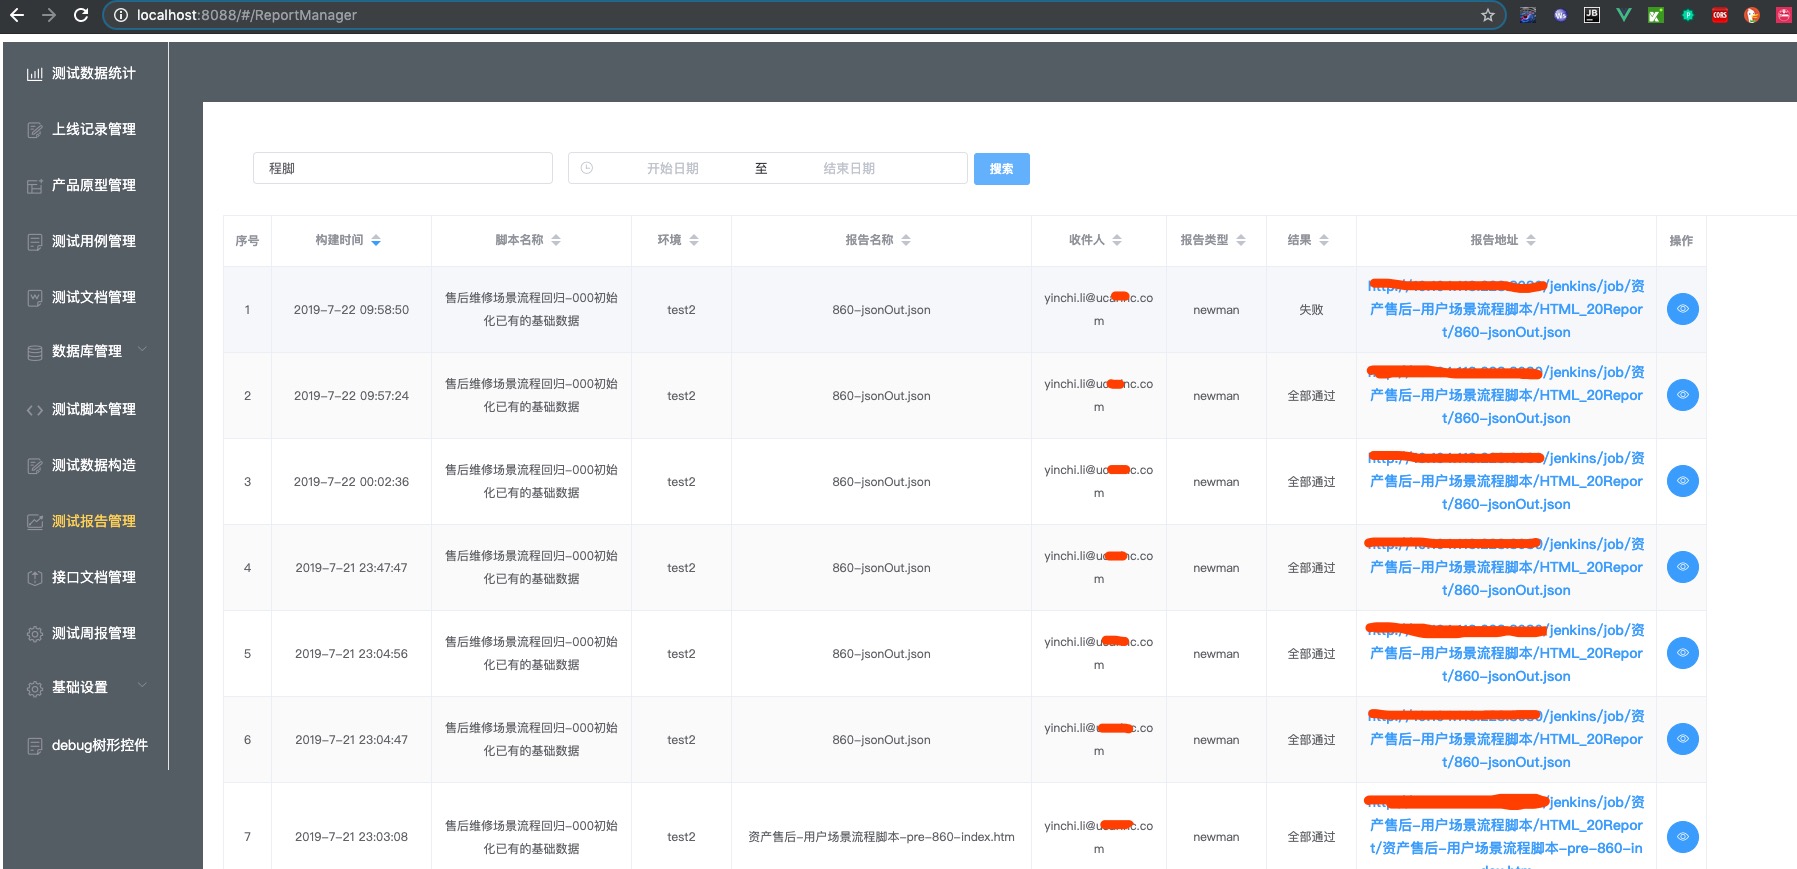 localhost:8088/#/ReportManager
JB
CORS
测试数据统计
上线记录管理
产品原型管理
测试用例管理
测试文档管理
数据库管理
测试脚本管理
测试数据构造
测试报告管理
接口文档管理
测试周报管理
基础设置
debug树形控件
程脚
开始日期 至 结束日期 搜索
序号 构建时间 脚本名称 环境 报告名称 收件人 报告类型 结果 报告地址 操作
1 2019-7-22 09:58:50 售后维修场景流程回归-000初始
化已有的基础数据 test2 860-jsonOut.json yinchi.li@uc c.co
m newman 失败 /jenkins/job/资
产售后-用户场景流程脚本/HTML_20Repor
t/860-jsonOut.json
2 2019-7-22 09:57:24 售后维修场景流程回归-000初始
化已有的基础数据 test2 860-jsonOut.json yinchi.li@uc c.co
m newman 全部通过 /jenkins/job/资
产售后-用户场景流程脚本/HTML_20Repor
t/860-jsonOut.json
3 2019-7-22 00:02:36 售后维修场景流程回归-000初始
化已有的基础数据 test2 860-jsonOut.json yinchi.li@uc c.co
m newman 全部通过 /jenkins/job/资
产售后-用户场景流程脚本/HTML_20Repor
t/860-jsonOut.json
4 2019-7-21 23:47:47 售后维修场景流程回归-000初始
化已有的基础数据 test2 860-jsonOut.json yinchi.li@u c.co
m newman 全部通过 /jenkins/job/资
产售后-用户场景流程脚本/HTML_20Repor
t/860-jsonOut.json
5 2019-7-21 23:04:56 售后维修场景流程回归-000初始
化已有的基础数据 test2 860-jsonOut.json yinchi.li@u c.co
m newman 全部通过 /jenkins/job/资
产售后-用户场景流程脚本/HTML_20Repor
t/860-jsonOut.json
6 2019-7-21 23:04:47 售后维修场景流程回归-000初始
化已有的基础数据 test2 860-jsonOut.json yinchi.li@ c.co
m newman 全部通过 /jenkins/job/资
产售后-用户场景流程脚本/HTML_20Repor
t/860-jsonOut.json
7 2019-7-21 23:03:08 售后维修场景流程回归-000初始
化已有的基础数据 test2 资产售后-用户场景流程脚本-pre-860-index.htm yinchi.li@u c.co
m newman 全部通过 /jenkins/job/资
产售后-用户场景流程脚本/HTML_20Repor
t/资产售后-用户场景流程脚本-pre-860-in